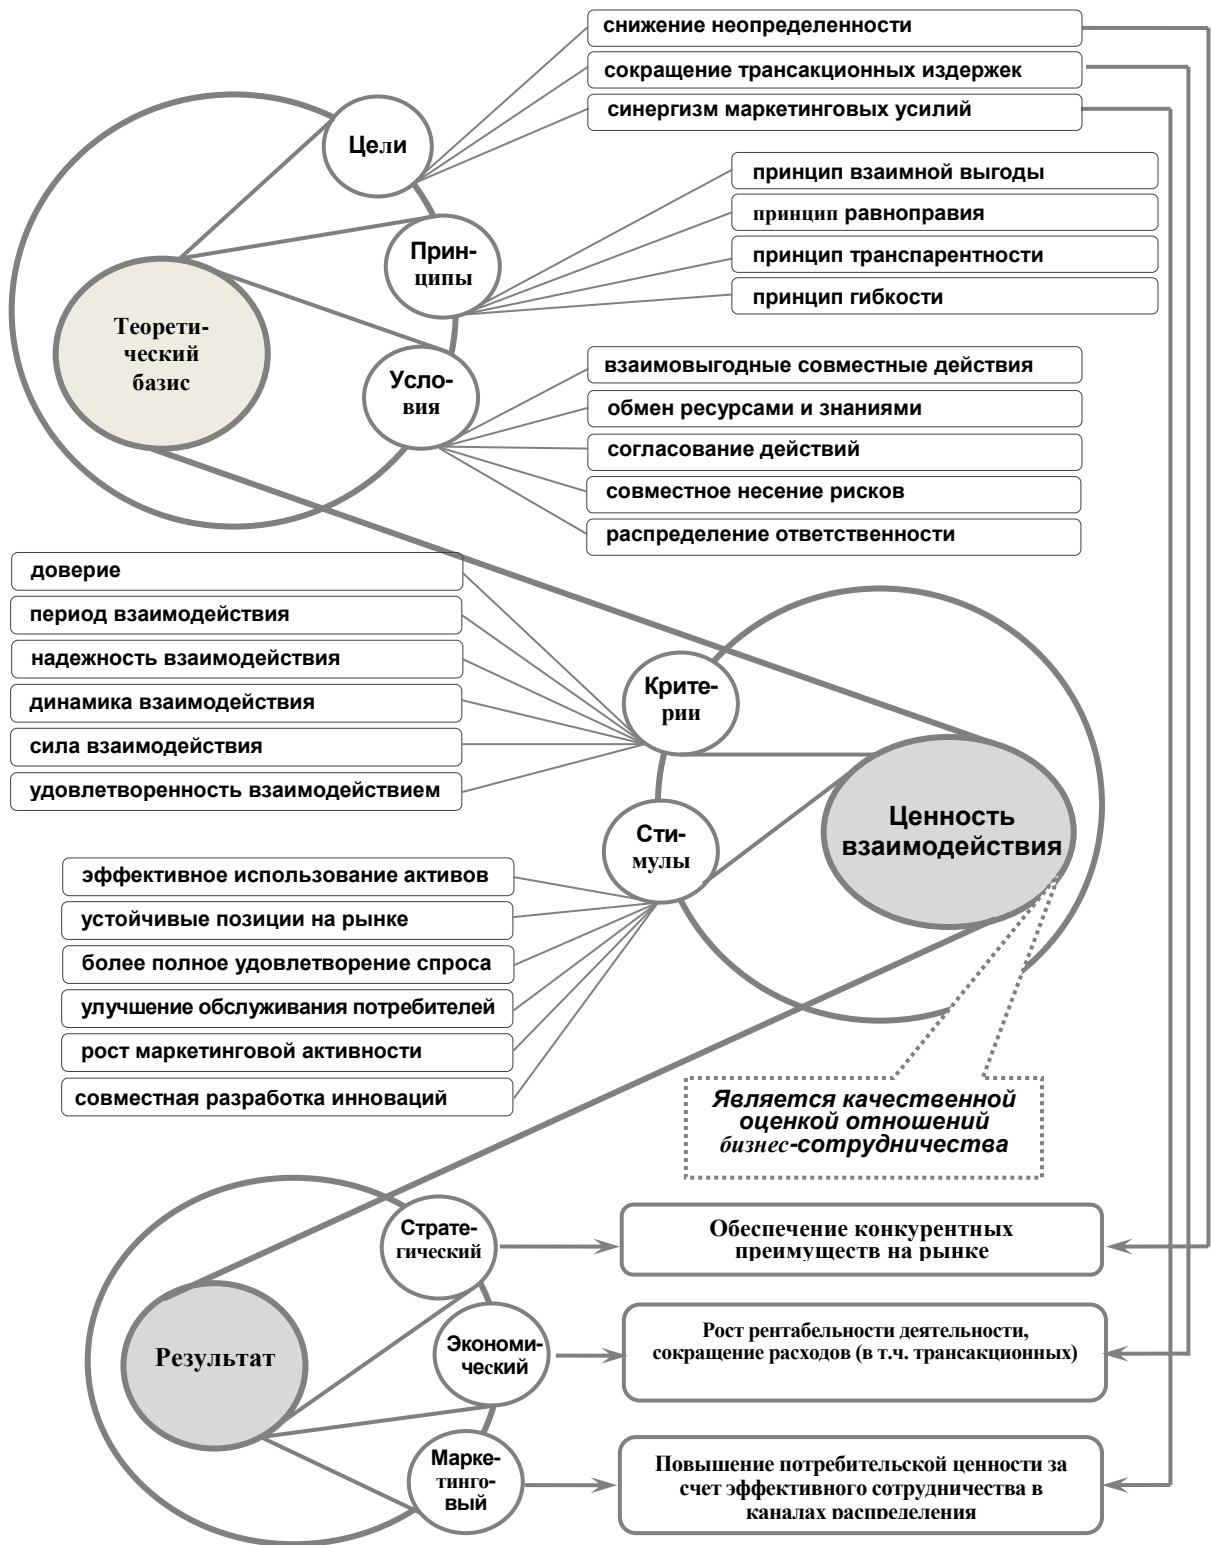 снижение неопределенности
сокращение трансакционных издержек
синергизм маркетинговых усилий
Цели
принцип взаимной выгоды
принцип равноправия
принцип транспарентности
принцип гибкости
Прин-
ципы
Теорети-
ческий
базис
Усло-
вия
взаимовыгодные совместные действия
обмен ресурсами и знаниями
согласование действий
совместное несение рисков
распределение ответственности
доверие
период взаимодействия
надежность взаимодействия
динамика взаимодействия
сила взаимодействия
удовлетворенность взаимодействием
Крите-
рии
Ценность
взаимодействия
Сти-
мулы
эффективное использование активов
устойчивые позиции на рынке
более полное удовлетворение спроса
улучшение обслуживания потребителей
рост маркетинговой активности
совместная разработка инноваций
Является качественной
оценкой отношений
бизнес-сотрудничества
Страте-
гический
Обеспечение конкурентных
преимуществ на рынке
Результат
Экономи-
ческий
Рост рентабельности деятельности,
сокращение расходов (в т.ч. трансакционных)
Марке-
тинго-
вый
Повышение потребительской ценности за
счет эффективного сотрудничества в
каналах распределения